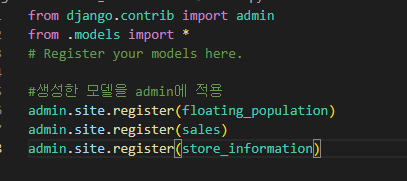 from django.contrib import admin
from .models import *
# Register your models here.
#생성한 모델을 admin에 적용
admin.site.register(floating_population)
admin.site.register(sales)
admin.site.register(store_information)